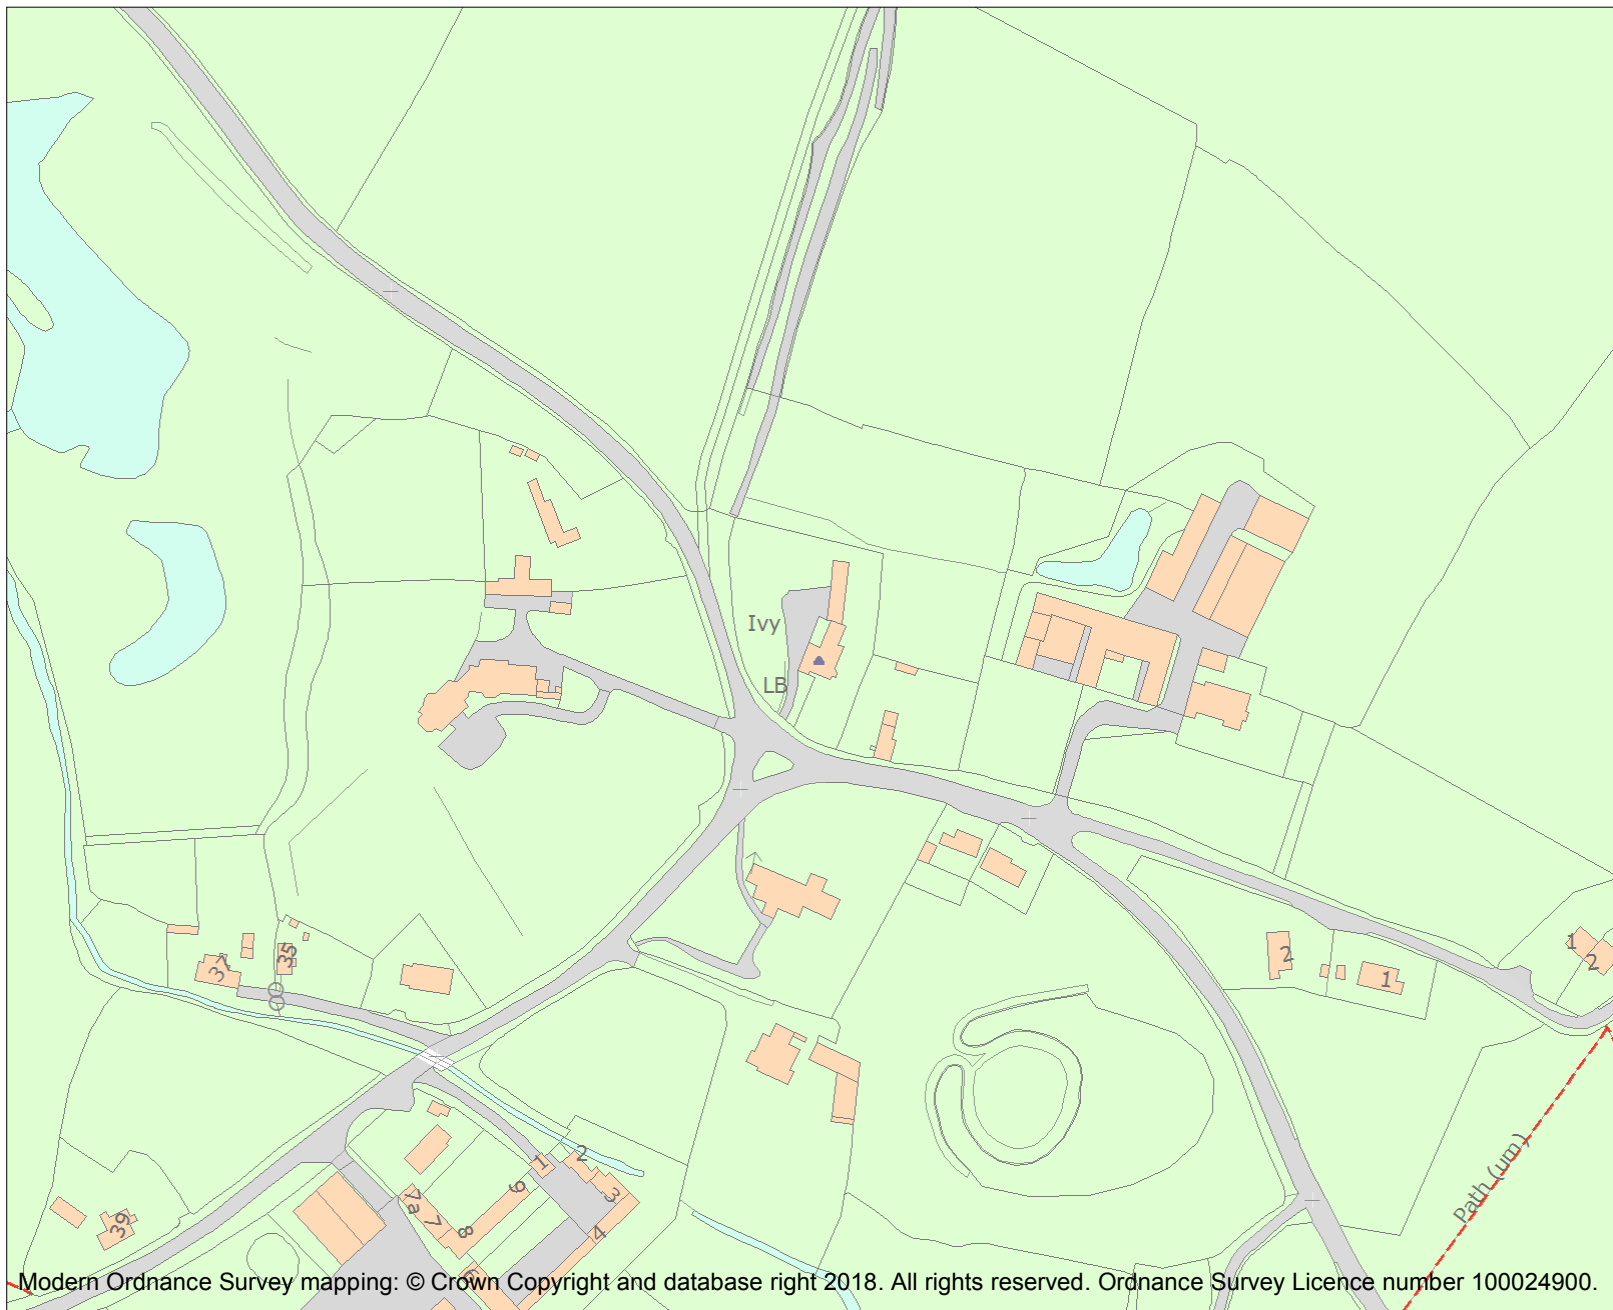 Ivy
LB
37
35
2
1
1
2
Path (um)
1
2
3
4
9
8
7
7a
39
Modern Ordnance Survey mapping: © Crown Copyright and database right 2018. All rights reserved. Ordnance Survey Licence number 100024900.